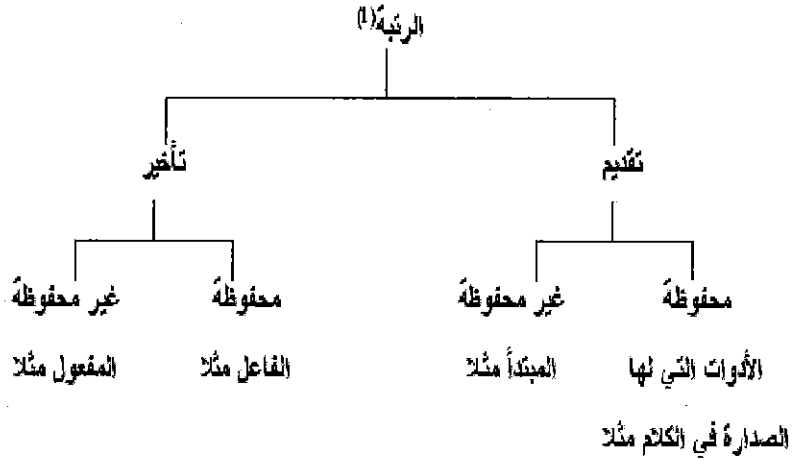 الرتبة(1)
تقديم تأخير
محفوظة غير محفوظة محفوظة غير محفوظة
الأدوات التي لها المبتدأ مثلا الفاعل مثلا المفعول مثلا
الصدارة في الكلام مثلا